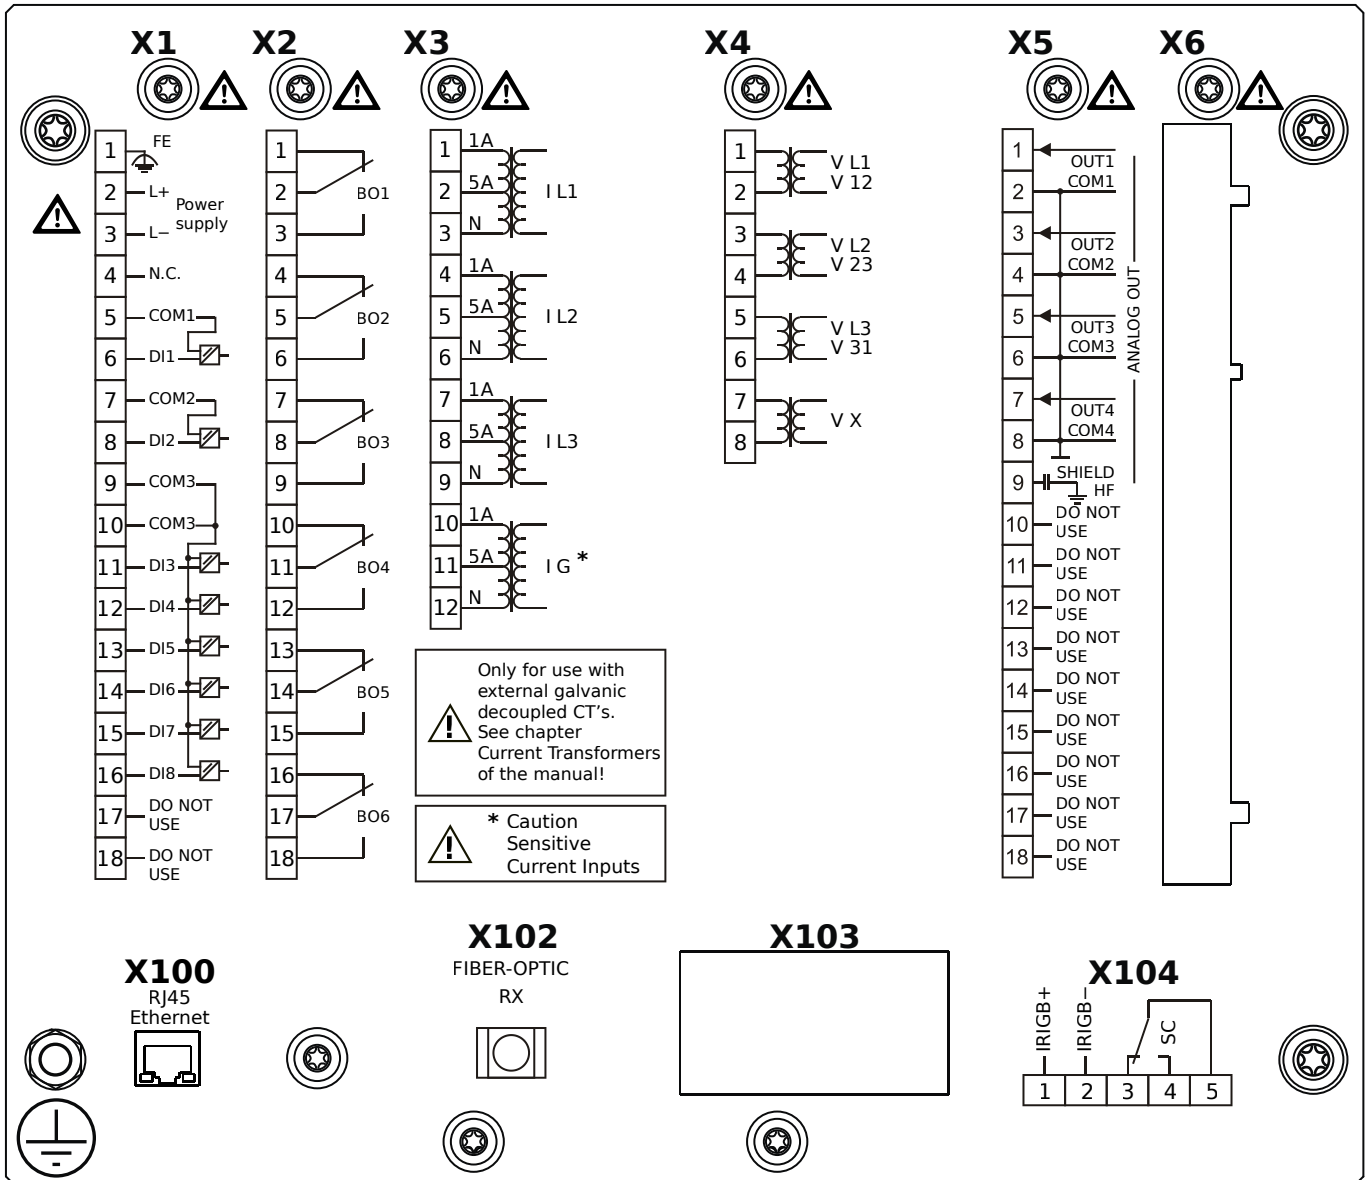 X1
X2
X3
X4
X5
X6
1 FE
2 L+ Power
supply
3 L−
4 N.C.
5 COM1
6 DI1
7 COM2
8 DI2
9 COM3
10 COM3
11 DI3
12 DI4
13 DI5
14 DI6
15 DI7
16 DI8
17 DO NOT
USE
18 DO NOT
USE
1
2 BO1
3
4
5 BO2
6
7
8 BO3
9
10
11 BO4
12
13
14 BO5
15
16
17 BO6
18
1 1A
2 5A I L1
3 N
4 1A
5 5A I L2
6 N
7 1A
8 5A I L3
9 N
10 1A
11 5A I G *
12 N
! Only for use with
external galvanic
decoupled CT's.
See chapter
Current Transformers
of the manual!
! * Caution
Sensitive
Current Inputs
1 V L1
2 V 12
3 V L2
4 V 23
5 V L3
6 V 31
7 V X
8
1 OUT1
2 COM1
3 OUT2
4 COM2
5 OUT3
6 COM3
7 OUT4
8 COM4
ANALOG OUT
9 SHIELD
HF
10 DO NOT
USE
11 DO NOT
USE
12 DO NOT
USE
13 DO NOT
USE
14 DO NOT
USE
15 DO NOT
USE
16 DO NOT
USE
17 DO NOT
USE
18 DO NOT
USE
X100
RJ45
Ethernet
X102
FIBER-OPTIC
RX
X103
X104
IRIGB+
IRIGB−
SC
1 2 3 4 5